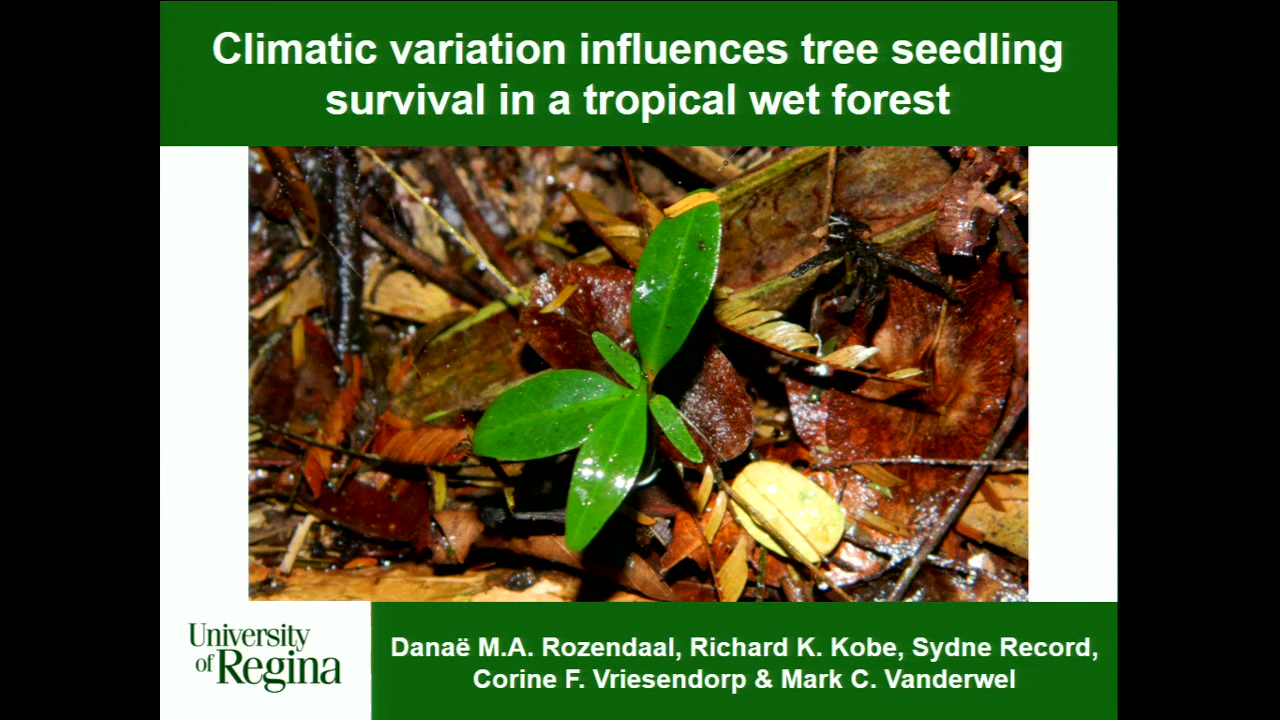 Climatic variation influences tree seedling
survival in a tropical wet forest
University
of Regina
Danaë M.A. Rozendaal, Richard K. Kobe, Sydne Record,
Corine F. Vriesendorp & Mark C. Vanderwel